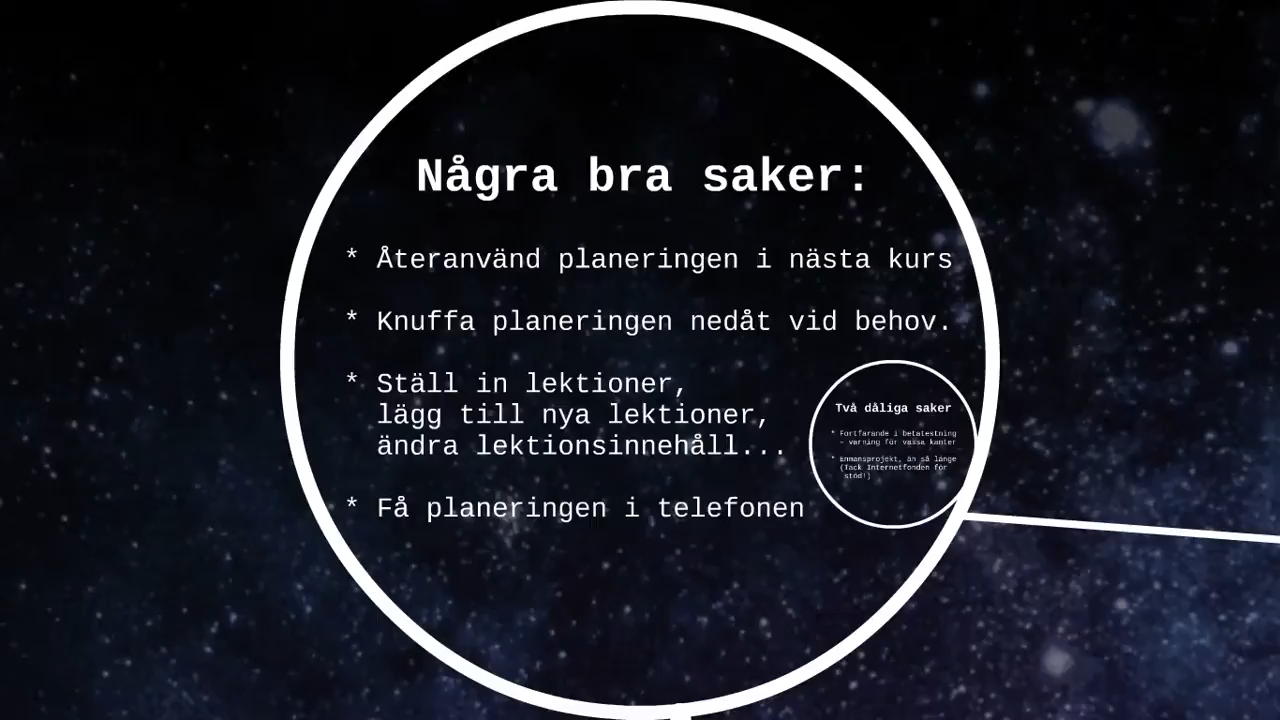 Några bra saker:
* Återanvänd planeringen i nästa kurs
* Knuffa planeringen nedåt vid behov.
* Ställ in lektioner,
lägg till nya lektioner,
ändra lektionsinnehåll...
* Få planeringen i telefonen
Två dåliga saker
* Fortfarande i betatestning
- varning för vassa kanter
* Enmansprojekt, än så länge
(Tack Internetfonden för
stöd!)